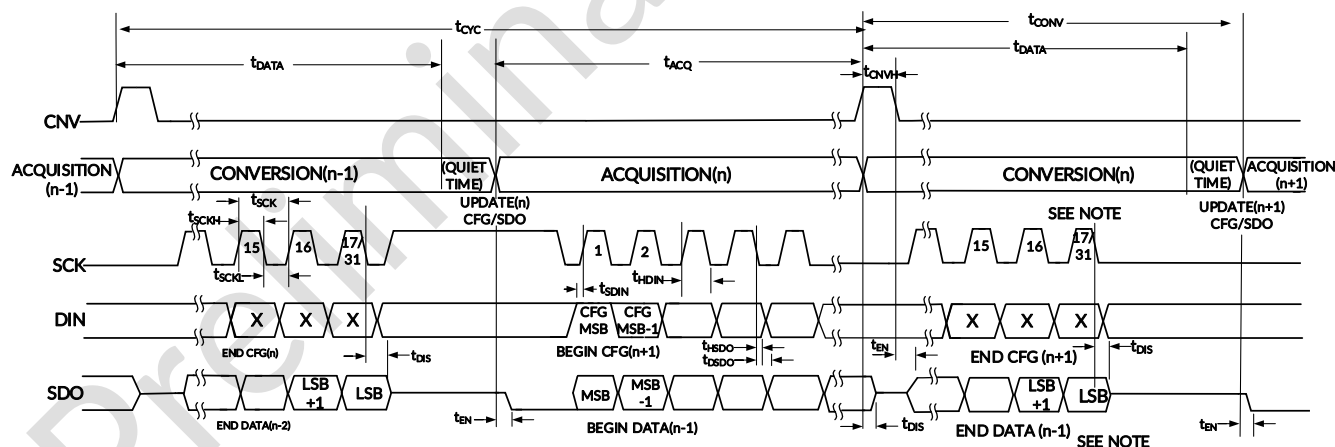 tCYC
tCONV
tDATA
tACQ
tDATA
tCNVH
CNV
ACQUISITION
(n-1)
CONVERSION(n-1)
(QUIET
TIME)
ACQUISITION(n)
CONVERSION(n)
(QUIET
TIME)
ACQUISITION
(n+1)
UPDATE(n)
CFG/SDO
UPDATE(n+1)
CFG/SDO
SEE NOTE
tSCK
tSCKH
tSCKL
SCK
15
16
17/
31
1
2
15
16
17/
31
tHDIN
tSDIN
DIN
X
X
X
CFG
MSB
CFG
MSB-1
X
X
X
END CFG(n)
tDIS
BEGIN CFG(n+1)
tHSDO
tDSDO
tEN
END CFG (n+1)
tDIS
SDO
LSB
+1
LSB
MSB
MSB
-1
LSB
+1
LSB
END DATA(n-2)
tEN
BEGIN DATA(n-1)
tDIS
END DATA (n-1)
tEN
SEE NOTE
Prelimina